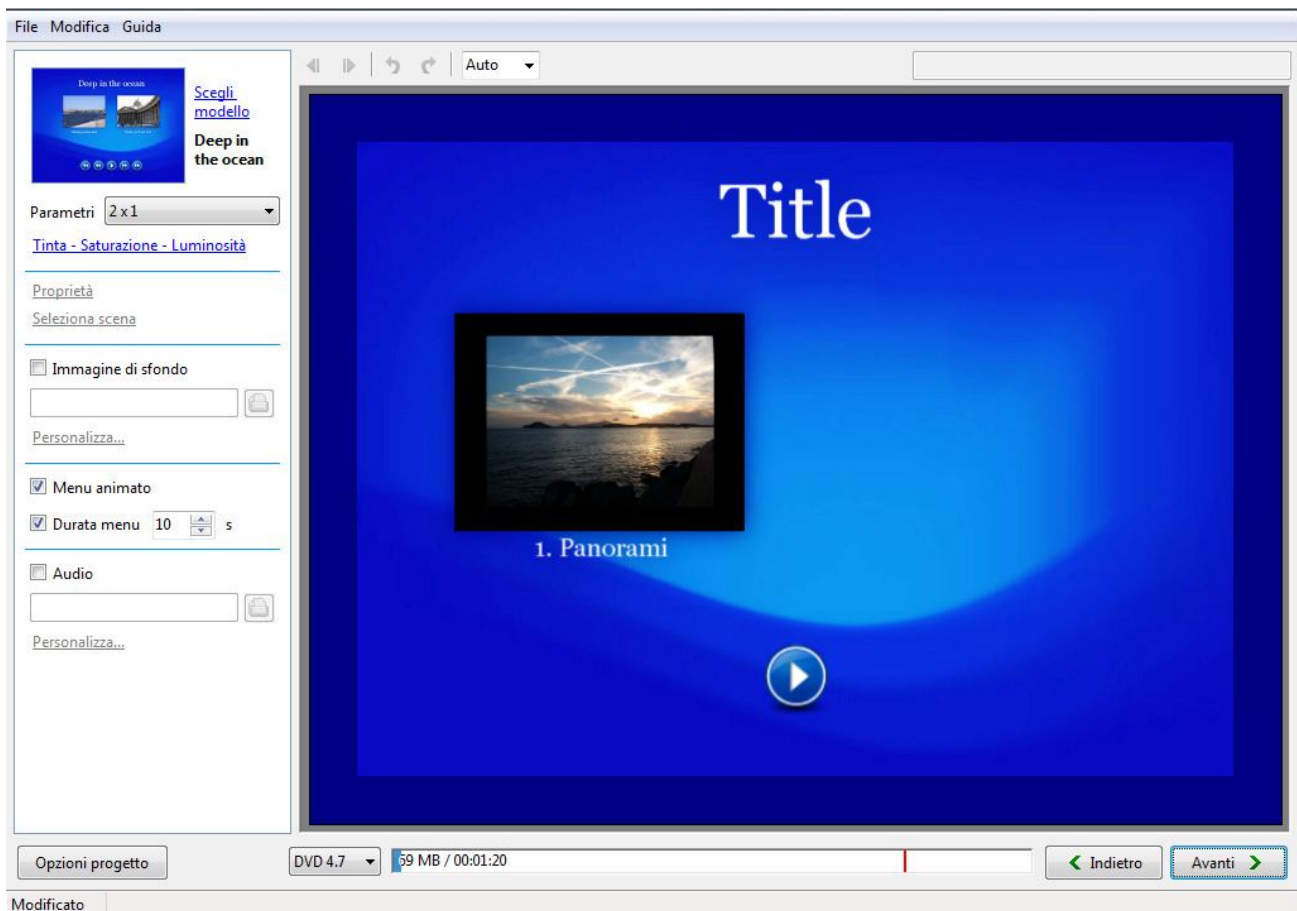 File Modifica Guida
Auto
Deep in the ocean
Scegli
modello
Deep in
the ocean
Parametri 2 x 1
Tinta - Saturazione - Luminosità
Proprietà
Seleziona scena
Immagine di sfondo
Personalizza...
Menu animato
Durata menu 10 s
Audio
Personalizza...
Title
1. Panorami
Opzioni progetto
DVD 4.7
69 MB / 00:01:20
Indietro
Avanti
Modificato